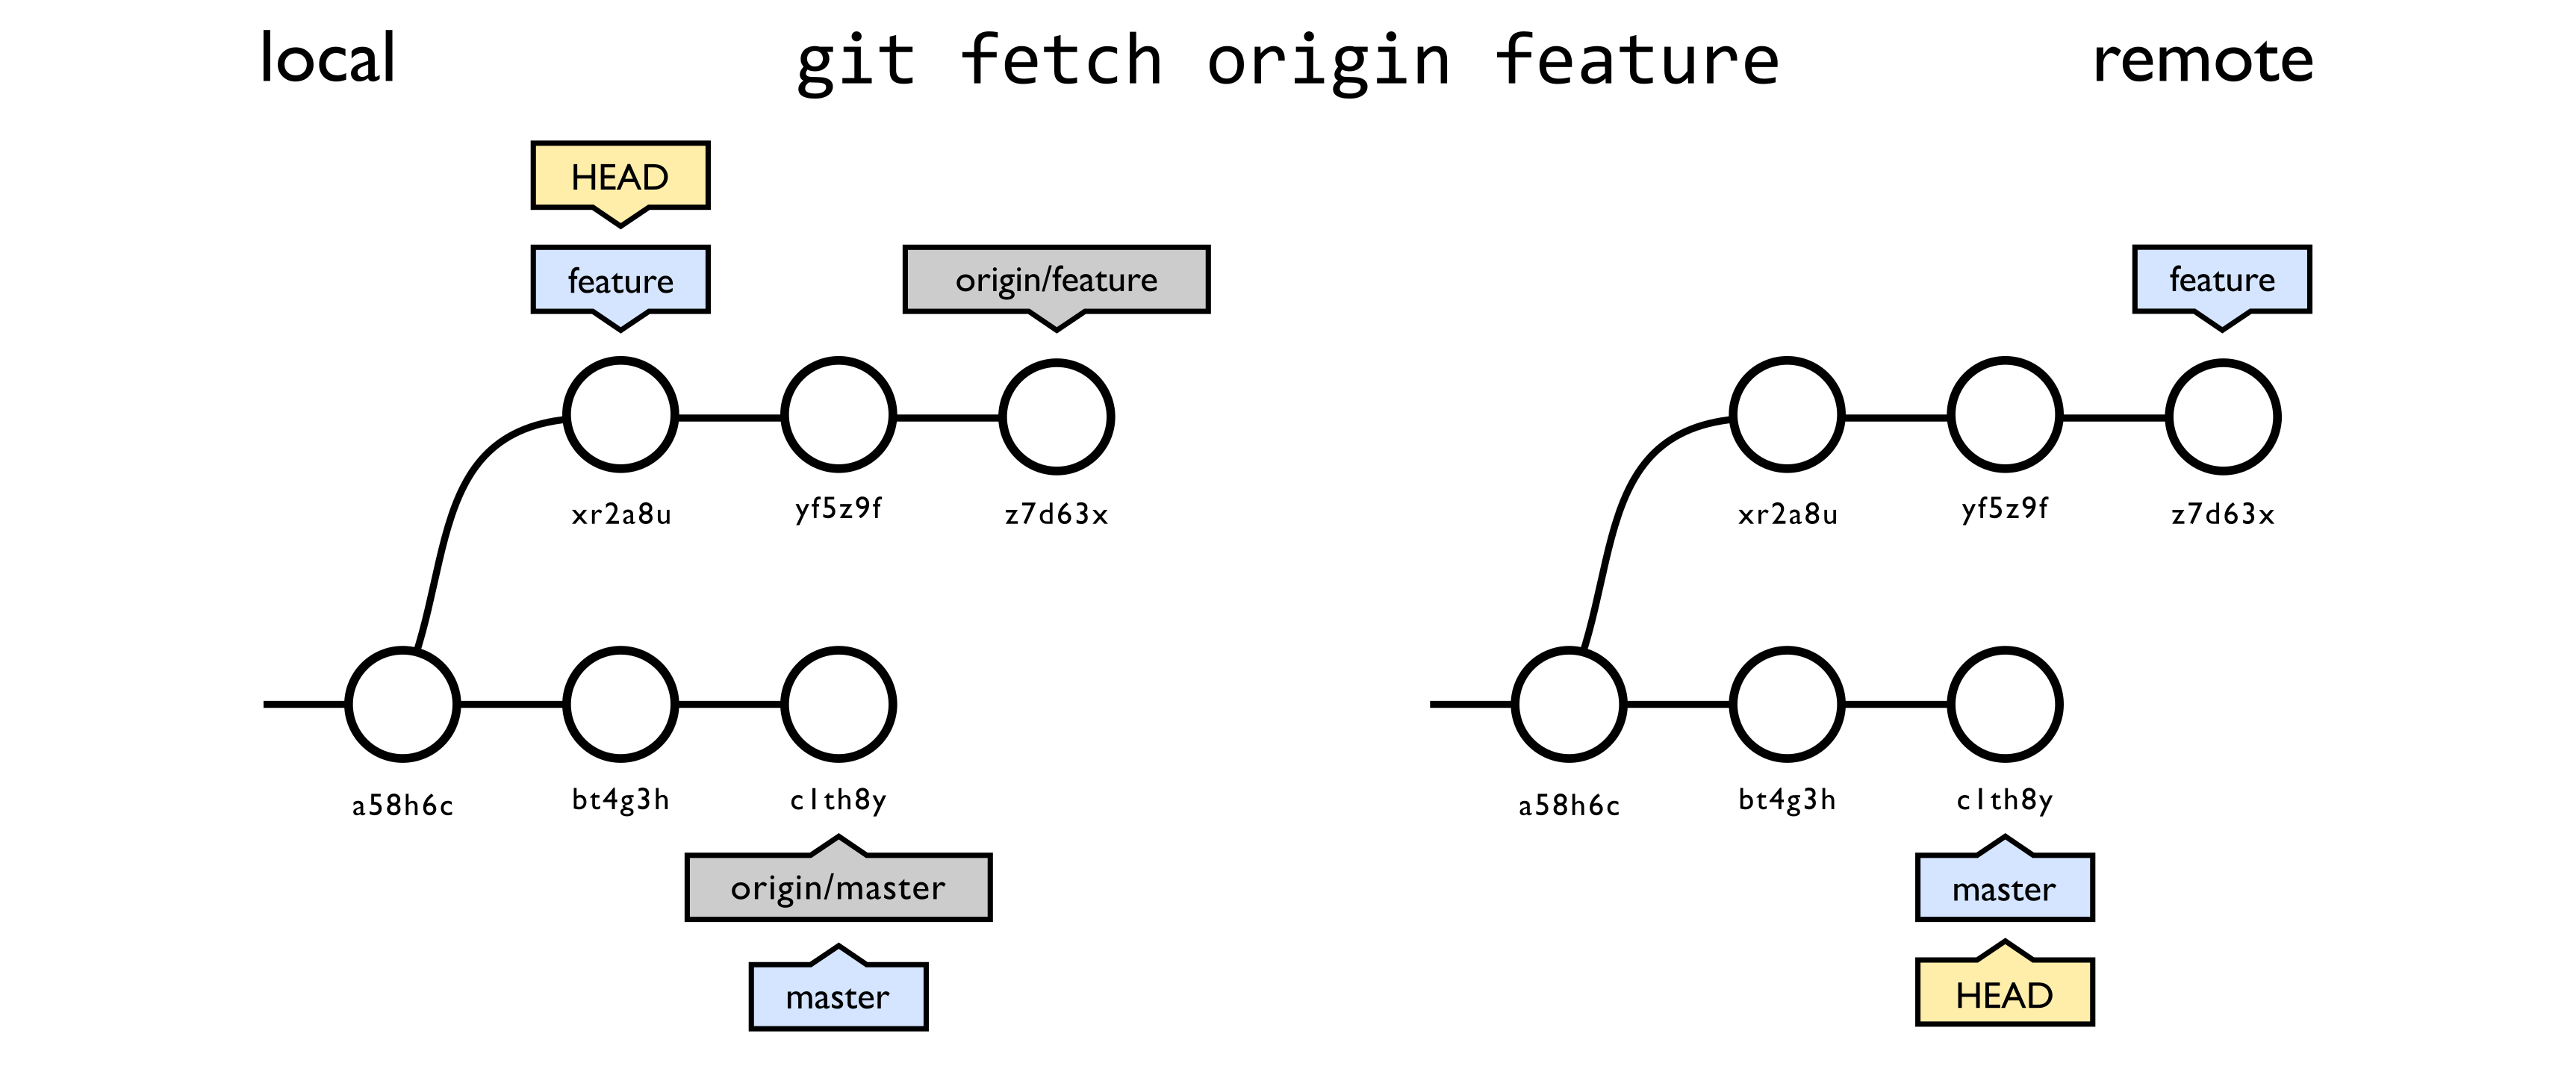 local
git fetch origin feature
remote
HEAD
feature
origin/feature
feature
xr2a8u
yf5z9f
z7d63x
xr2a8u
yf5z9f
z7d63x
a58h6c
bt4g3h
c1th8y
a58h6c
bt4g3h
c1th8y
origin/master
master
master
HEAD